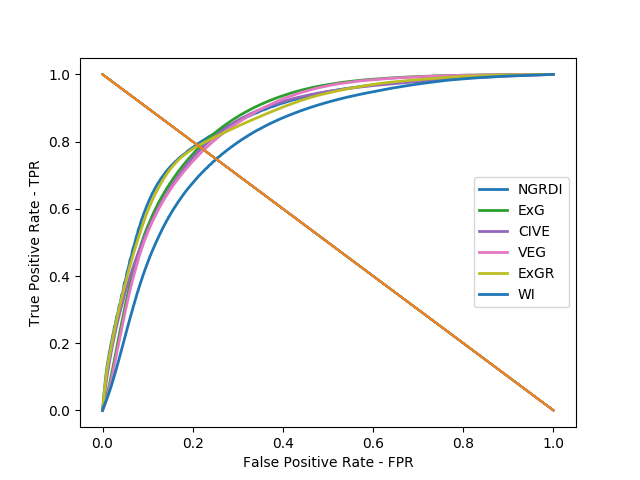 1.0
0.8
0.6
0.4
0.2
0.0
True Positive Rate - TPR
NGRDI
ExG
CIVE
VEG
ExGR
WI
0.0 0.2 0.4 0.6 0.8 1.0
False Positive Rate - FPR